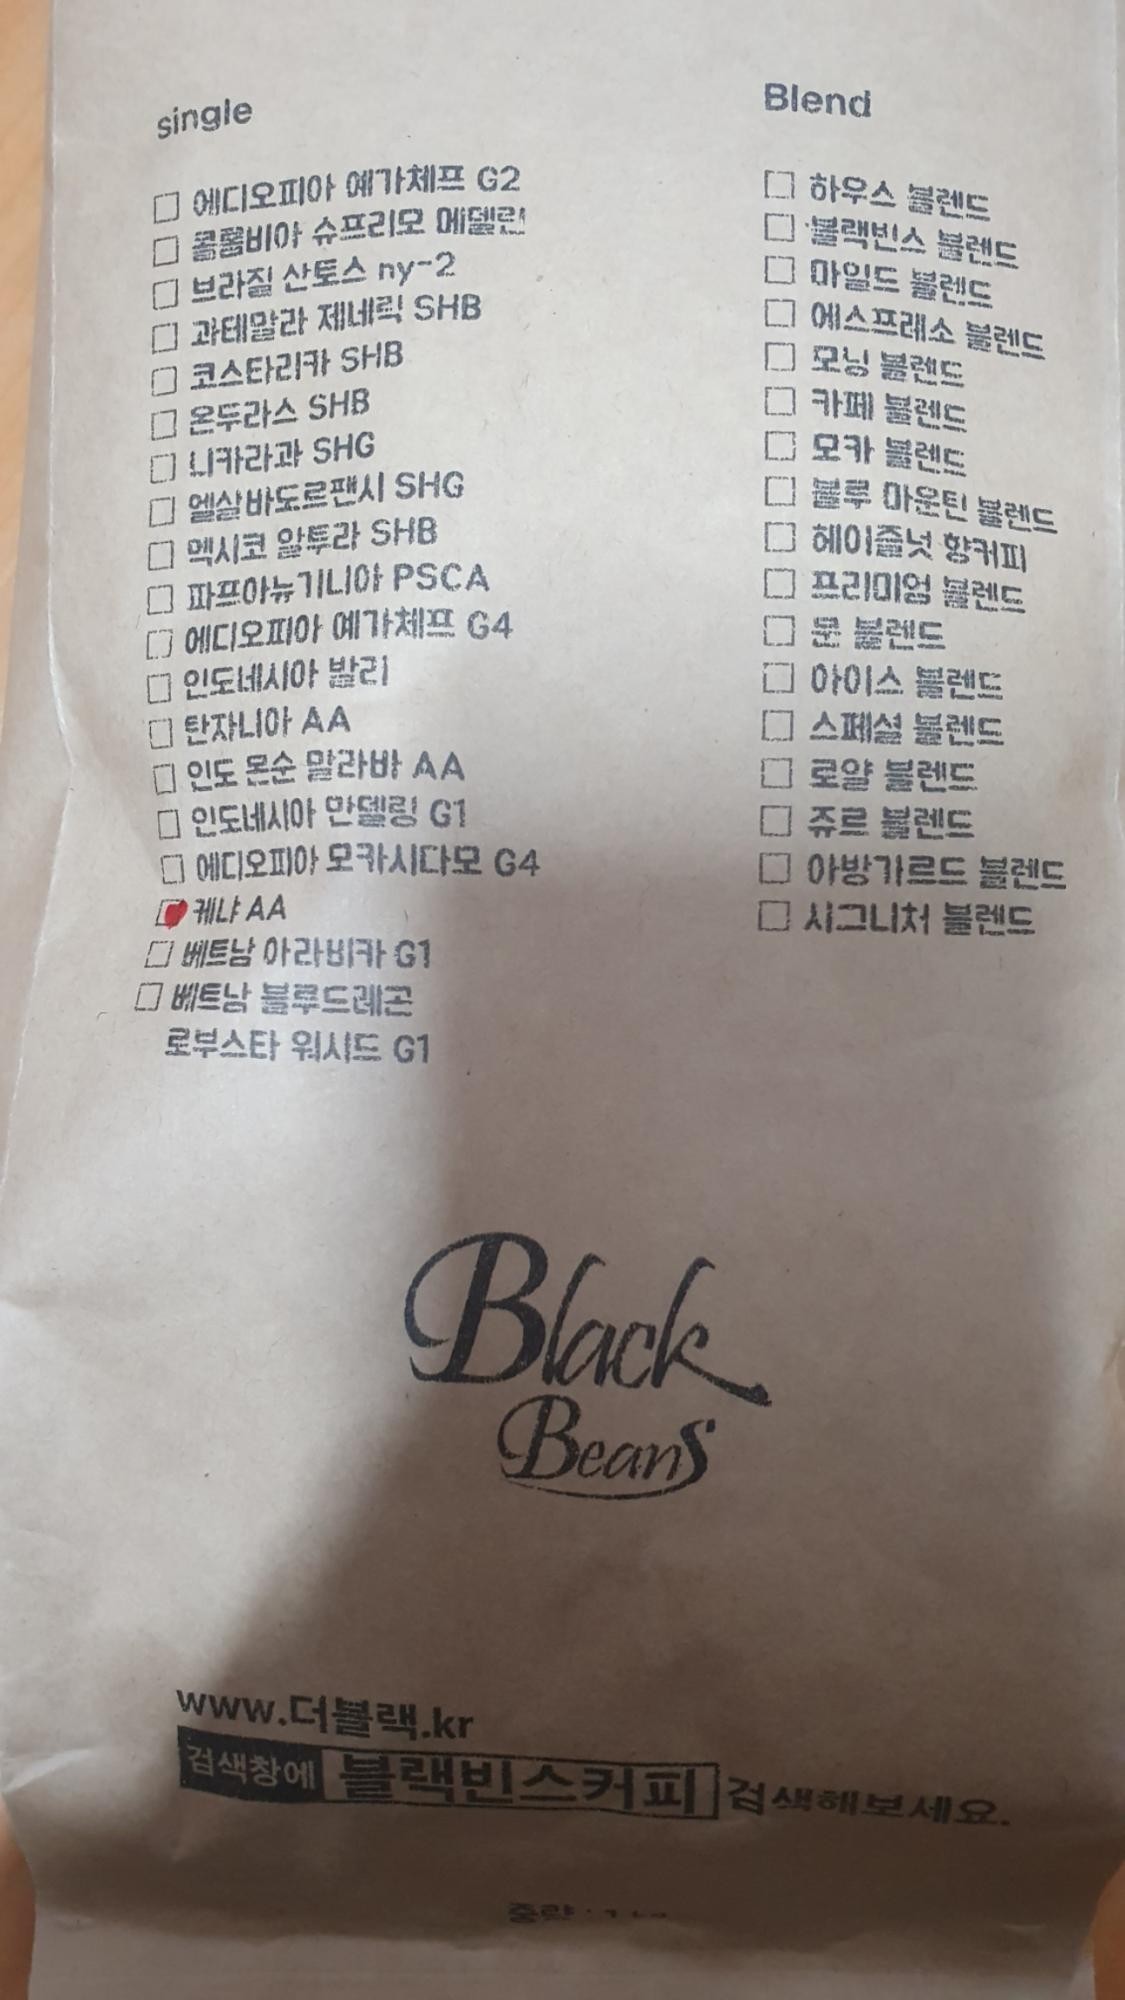 single
에디오피아 예가체프 G2
콜롬비아 슈프리모 메델린
브라질 산토스 ny-2
과테말라 제네릭 SHB
코스타리카 SHB
온두라스 SHB
니카라과 SHG
엘살바도르팬시 SHG
멕시코 알투라 SHB
파프아뉴기니아 PSCA
에디오피아 예가체프 G4
인도네시아 발리
탄자니아 AA
인도 몬순 말라바 AA
인도네시아 만델링 G1
에디오피아 모카시다모 G4
케냐 AA
베트남 아라비카 G1
베트남 블루드레곤
로부스타 워시드 G1
Blend
하우스 블렌드
블랙빈스 블렌드
마일드 블렌드
에스프레소 블렌드
모닝 블렌드
카페 블렌드
모카 블렌드
블루 마운틴 블렌드
헤이즐넛 향커피
프리미엄 블렌드
문 블렌드
아이스 블렌드
스페셜 블렌드
로얄 블렌드
쥬르 블렌드
아방가르드 블렌드
시그니처 블렌드
Black
Beans
www.더블랙.kr
검색창에 블랙빈스커피 검색해보세요.
중량 :